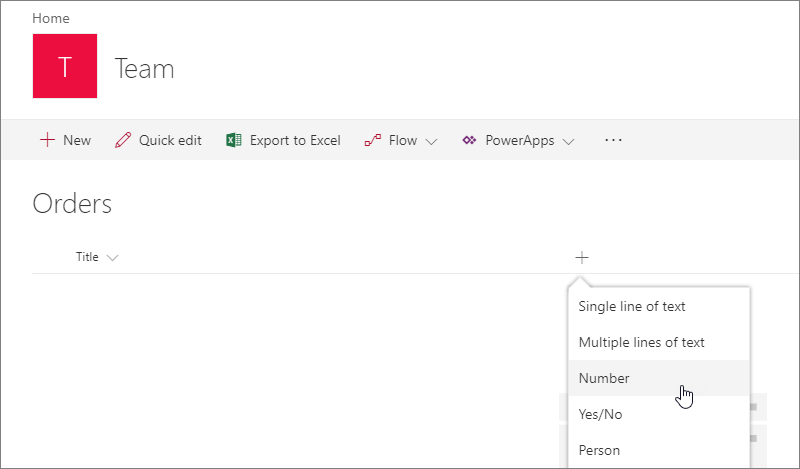 Home
T
Team
New Quick edit Export to Excel Flow PowerApps ...
Orders
Title
Single line of text
Multiple lines of text
Number
Yes/No
Person